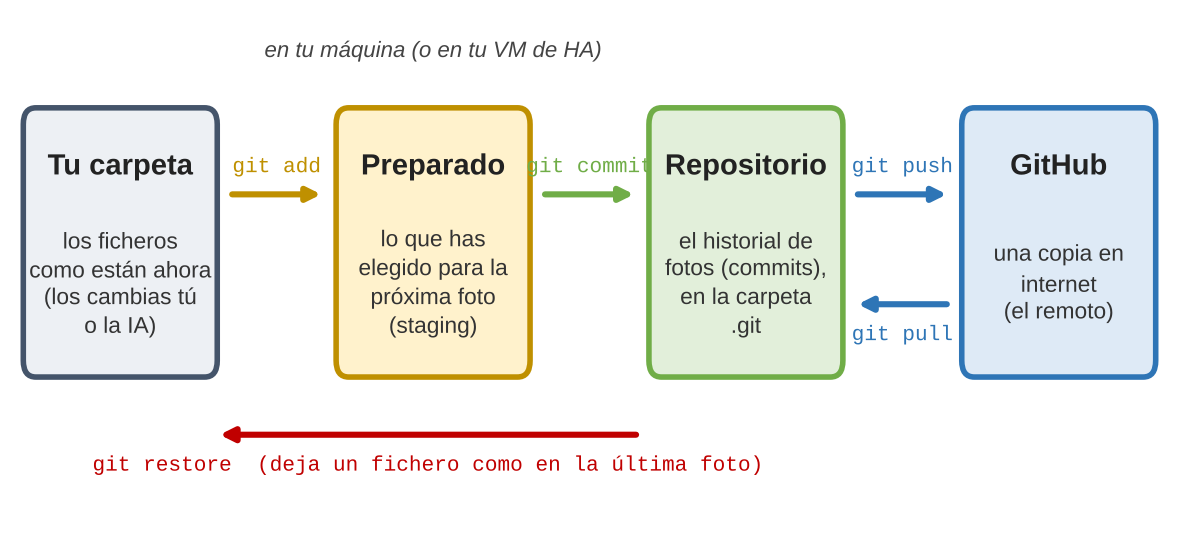 en tu máquina (o en tu VM de HA)
Tu carpeta
los ficheros
como están ahora
(los cambias tú
o la IA)
git add
Preparado
lo que has
elegido para la
próxima foto
(staging)
git commit
Repositorio
el historial de
fotos (commits),
en la carpeta
.git
git push
git pull
GitHub
una copia en
internet
(el remoto)
git restore (deja un fichero como en la última foto)